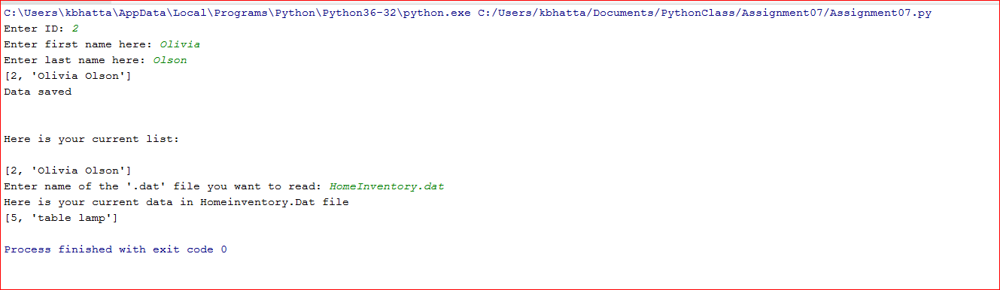 C:\Users\kbhatta\AppData\Local\Programs\Python\Python36-32\python.exe C:/Users/kbhatta/Documents/PythonClass/Assignment07/Assignment07.py
Enter ID: 2
Enter first name here: Olivia
Enter last name here: Olson
[2, 'Olivia Olson']
Data saved
Here is your current list:
[2, 'Olivia Olson']
Enter name of the '.dat' file you want to read: HomeInventory.dat
Here is your current data in Homeinventory.Dat file
[5, 'table lamp']
Process finished with exit code 0